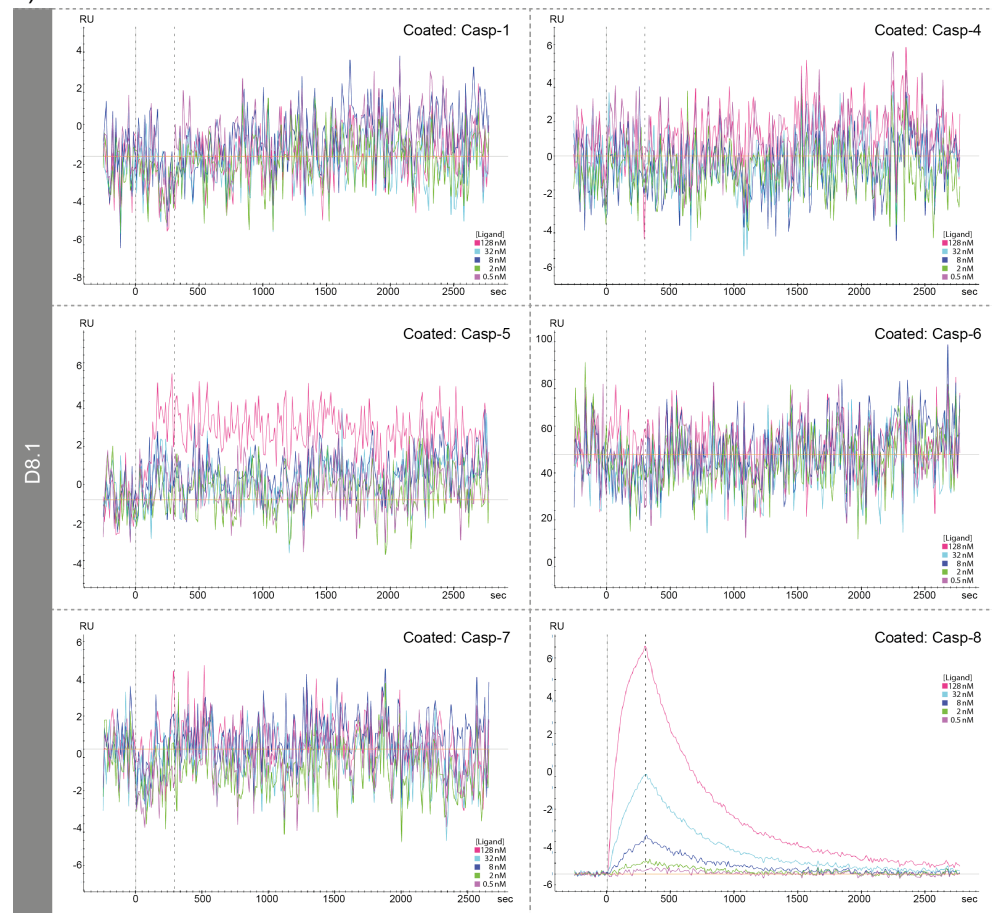 D8.1
RU
Coated: Casp-1
4
2
0
-2
-4
-6
-8
[Ligand]
128 nM
32 nM
8 nM
2 nM
0.5 nM
0 500 1000 1500 2000 2500 sec
RU
Coated: Casp-4
6
4
2
0
-2
-4
-6
[Ligand]
128 nM
32 nM
8 nM
2 nM
0.5 nM
0 500 1000 1500 2000 2500 sec
RU
Coated: Casp-5
6
4
2
0
-2
-4
0 500 1000 1500 2000 2500 sec
RU
Coated: Casp-6
100
80
60
40
20
0
[Ligand]
128 nM
32 nM
8 nM
2 nM
0.5 nM
0 500 1000 1500 2000 2500 sec
RU
Coated: Casp-7
6
4
2
0
-2
-4
-6
[Ligand]
128 nM
32 nM
8 nM
2 nM
0.5 nM
0 500 1000 1500 2000 2500 sec
RU
Coated: Casp-8
6
4
2
0
-2
-4
-6
[Ligand]
128 nM
32 nM
8 nM
2 nM
0.5 nM
0 500 1000 1500 2000 2500 sec